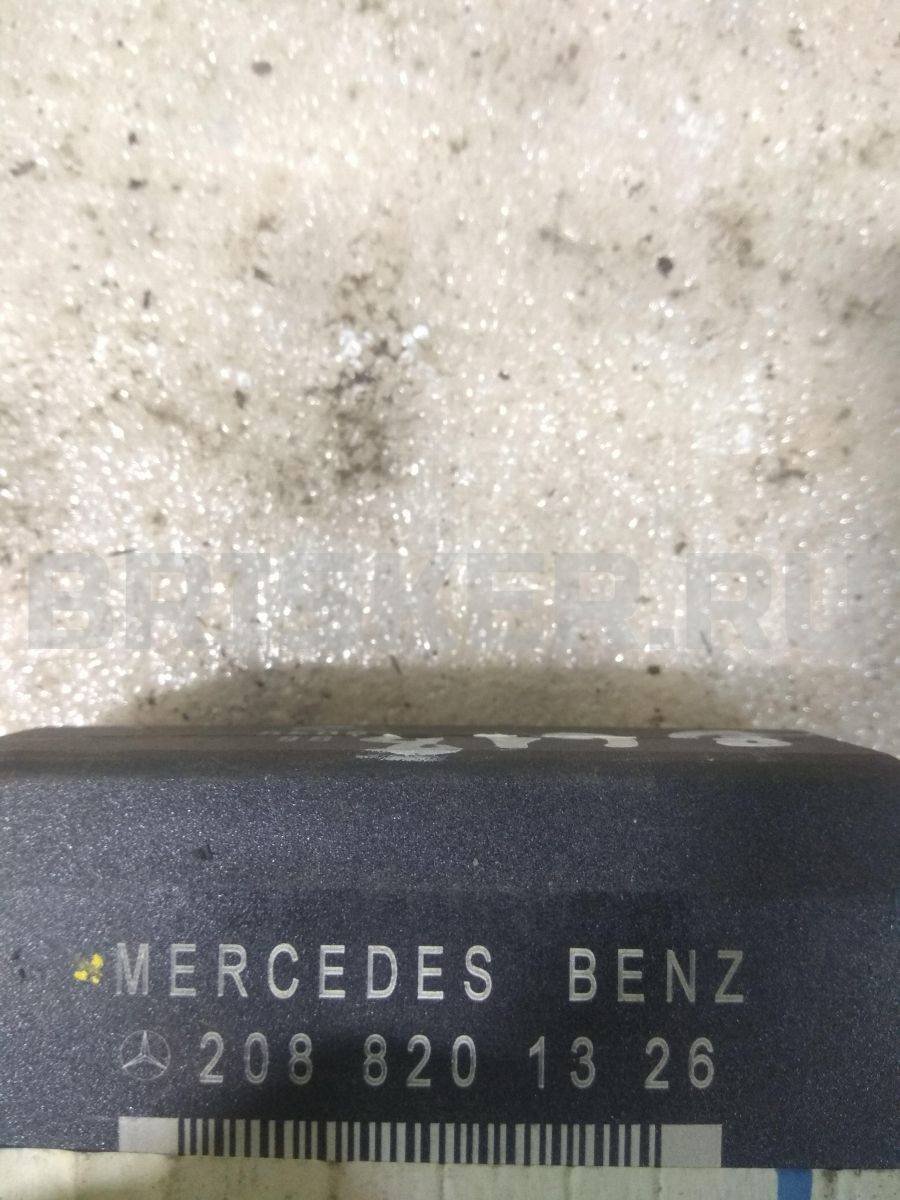 BRISKER.RU
MERCEDES BENZ
208 820 13 26